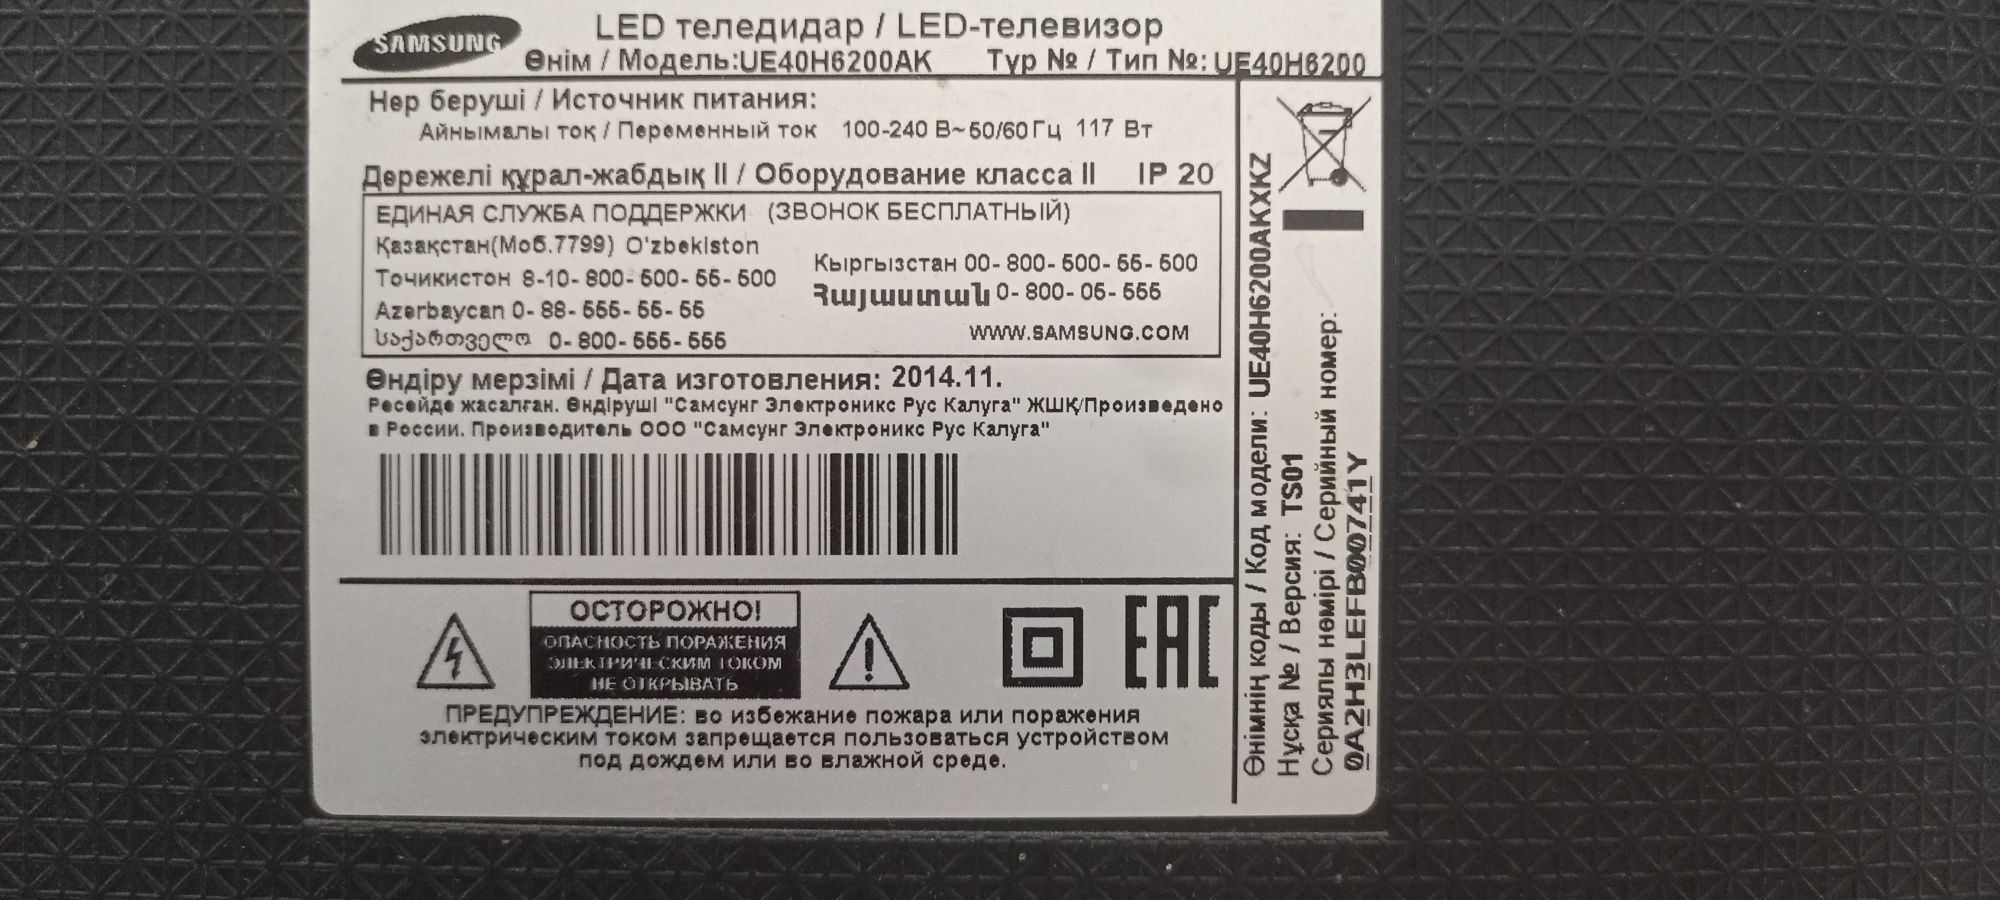 SAMSUNG
LED теледидар / LED-телевизор
Өнім / Модель:UE40H6200AK Түр № / Тип №: UE40H6200
Нәр беруші / Источник питания:
Айнымалы тоқ / Переменный ток 100-240 В~50/60 Гц 117 Вт
Дәрежелі құрал-жабдық II / Оборудование класса II IP 20
ЕДИНАЯ СЛУЖБА ПОДДЕРЖКИ (ЗВОНОК БЕСПЛАТНЫЙ)
Қазақстан(Моб.7799) O'zbekiston
Точикистон 8-10-800-500-55-500
Azərbaycan 0-88-555-55-55
საქართველო 0-800-555-555
Кыргызстан 00-800-500-55-500
Հայաստան 0-800-05-555
WWW.SAMSUNG.COM
Өндіру мерзімі / Дата изготовления: 2014.11.
Ресейде жасалған. Өндіруші "Самсунг Электроникс Рус Калуга" ЖШҚ/Произведено
в России. Производитель ООО "Самсунг Электроникс Рус Калуга"
ОСТОРОЖНО!
ОПАСНОСТЬ ПОРАЖЕНИЯ
ЭЛЕКТРИЧЕСКИМ ТОКОМ
НЕ ОТКРЫВАТЬ
EAC
ПРЕДУПРЕЖДЕНИЕ: во избежание пожара или поражения
электрическим током запрещается пользоваться устройством
под дождем или во влажной среде.
Өнімнің коды / Код модели: UE40H6200AKXKZ
Нұсқа № / Версия: TS01
Сериялы нөмірі / Серийный номер:
0A2H3LEFB00741Y